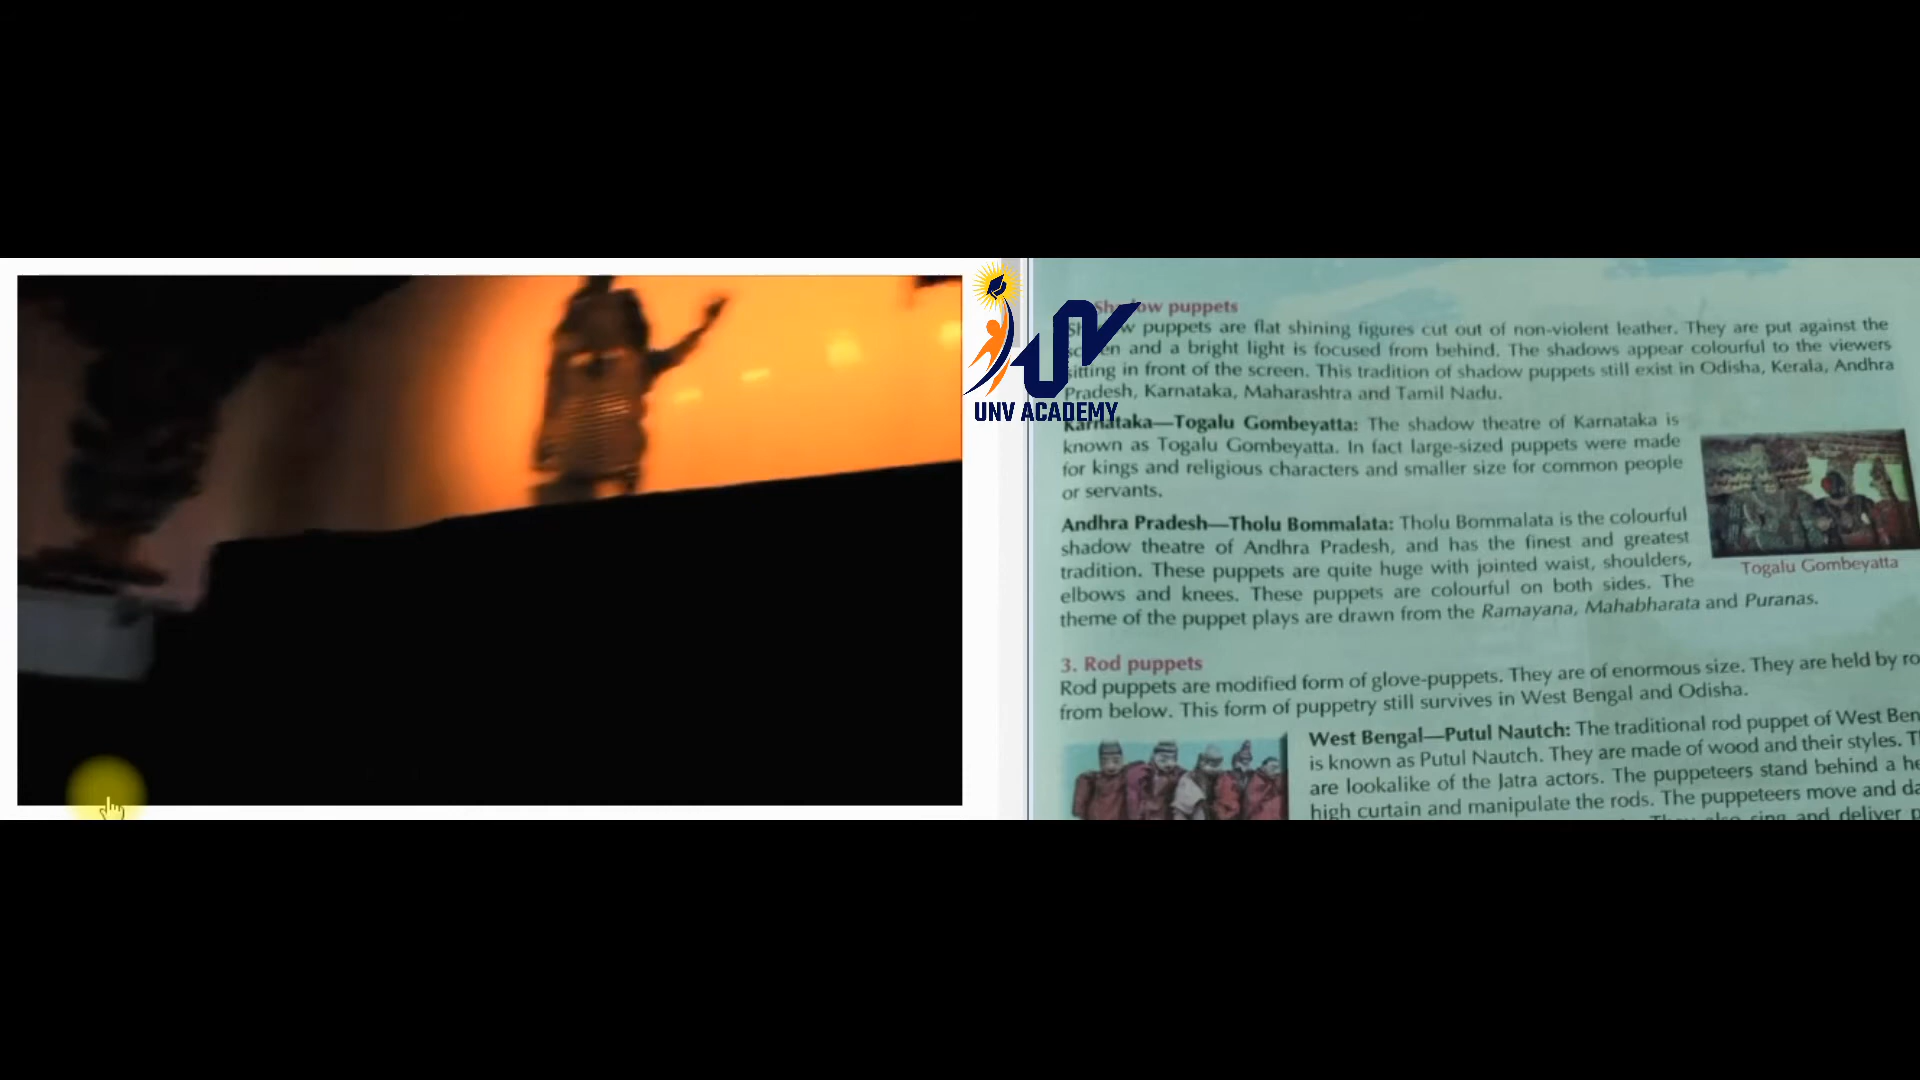 UNV ACADEMY
Shadow puppets
puppets are flat shining figures cut out of non-violent leather. They are put against the
and a bright light is focused from behind. The shadows appear colourful to the viewers
sitting in front of the screen. This tradition of shadow puppets still exist in Odisha, Kerala, Andhra
Pradesh, Karnataka, Maharashtra and Tamil Nadu.
Karnataka—Togalu Gombeyatta: The shadow theatre of Karnataka is
known as Togalu Gombeyatta. In fact large-sized puppets were made
for kings and religious characters and smaller size for common people
or servants.
Andhra Pradesh—Tholu Bommalata: Tholu Bommalata is the colourful
shadow theatre of Andhra Pradesh, and has the finest and greatest
tradition. These puppets are quite huge with jointed waist, shoulders,
elbows and knees. These puppets are colourful on both sides. The
theme of the puppet plays are drawn from the Ramayana, Mahabharata and Puranas.
Togalu Gombeyatta
3. Rod puppets
Rod puppets are modified form of glove-puppets. They are of enormous size. They are held by ro
from below. This form of puppetry still survives in West Bengal and Odisha.
West Bengal—Putul Nautch: The traditional rod puppet of West Ben
is known as Putul Nautch. They are made of wood and their styles. T
are lookalike of the Jatra actors. The puppeteers stand behind a he
high curtain and manipulate the rods. The puppeteers move and da
sing and deliver p